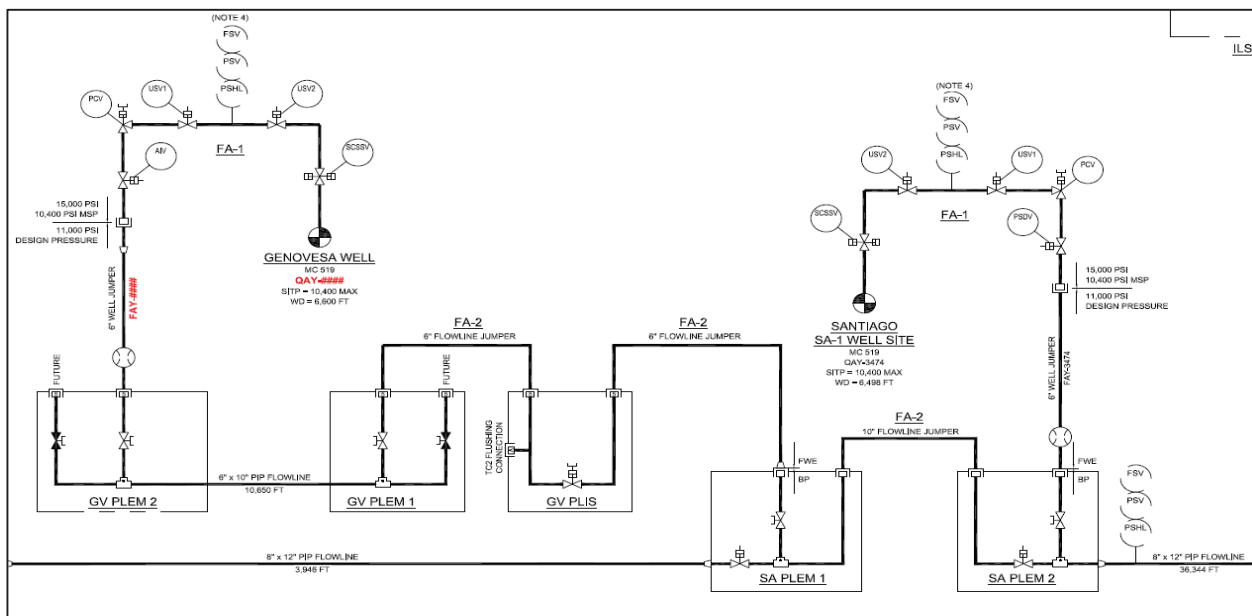 (NOTE 4)
FSV
PSV
PSHL
PCV
USV1
USV2
FA-1
AIV
SCSSV
15,000 PSI
10,400 PSI MSP
11,000 PSI
DESIGN PRESSURE
GENOVESA WELL
MC 519
QAY-####
SITP = 10,400 MAX
WD = 6,600 FT
6" WELL JUMPER
FAY-####
ILS
(NOTE 4)
FSV
PSV
PSHL
USV2
USV1
PCV
FA-1
SCSSV
PSDV
15,000 PSI
10,400 PSI MSP
11,000 PSI
DESIGN PRESSURE
SANTIAGO
SA-1 WELL SITE
MC 519
QAY-3474
SITP = 10,400 MAX
WD = 6,498 FT
6" WELL JUMPER
FAY-3474
FA-2
6" FLOWLINE JUMPER
FA-2
6" FLOWLINE JUMPER
FA-2
10" FLOWLINE JUMPER
FUTURE
FUTURE
TC2 FLUSHING
CONNECTION
FWE
BP
FWE
BP
FSV
PSV
PSHL
6" x 10" PIP FLOWLINE
10,650 FT
GV PLEM 2
GV PLEM 1
GV PLIS
8" x 12" PIP FLOWLINE
3,946 FT
SA PLEM 1
SA PLEM 2
8" x 12" PIP FLOWLINE
36,344 FT